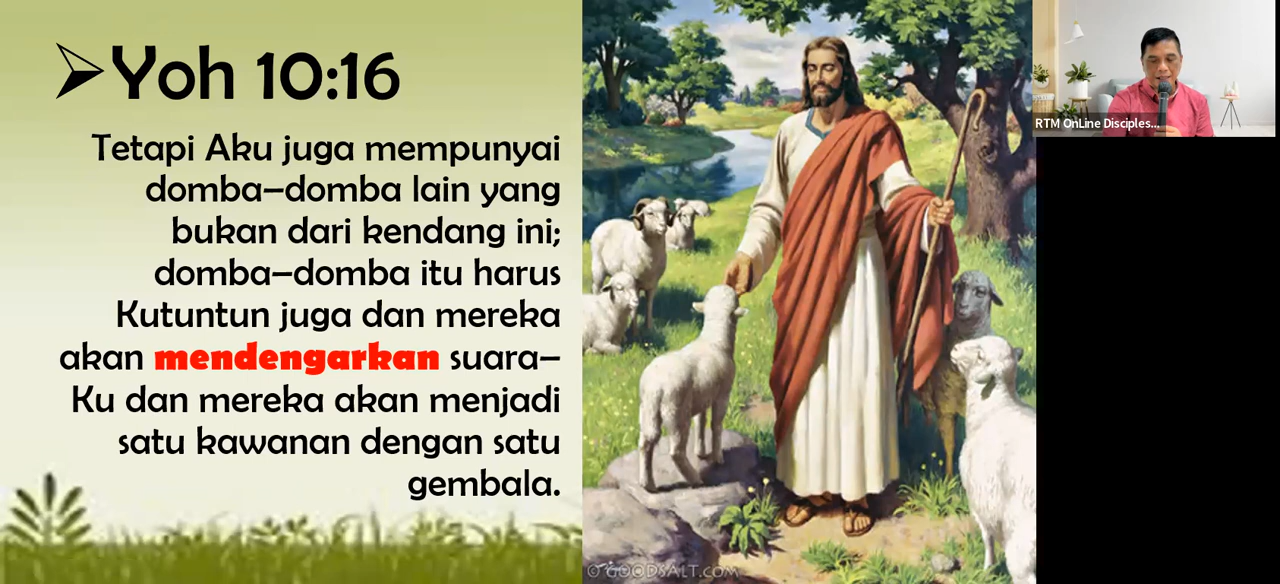 ➢Yoh 10:16
Tetapi Aku juga mempunyai
domba–domba lain yang
bukan dari kendang ini;
domba–domba itu harus
Kutuntun juga dan mereka
akan mendengarkan suara–
Ku dan mereka akan menjadi
satu kawanan dengan satu
gembala.
© GOODSALT.COM
RTM OnLine Disciples...